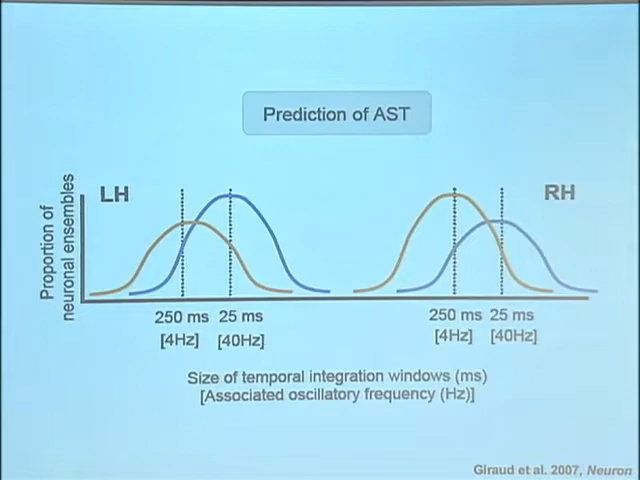 Prediction of AST
LH
RH
Proportion of
neuronal ensembles
250 ms 25 ms
[4Hz] [40Hz]
250 ms 25 ms
[4Hz] [40Hz]
Size of temporal integration windows (ms)
[Associated oscillatory frequency (Hz)]
Giraud et al. 2007, Neuron